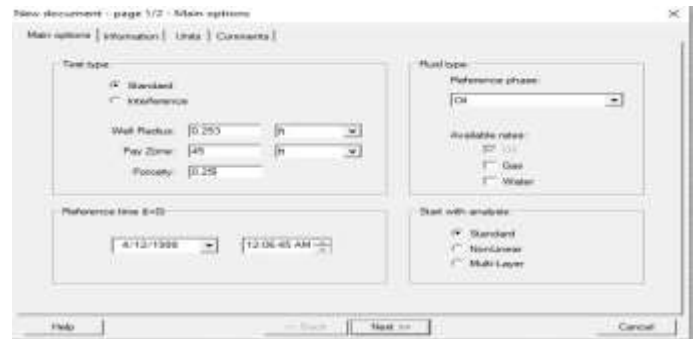 New document - page 1/2 - Main options
Main options | Information | Units | Comments
Test type
Standard
Interference
Well Radius: 0.253 ft
Pay Zone: 45 ft
Porosity: 0.29
Fluid type
Reference phase:
Oil
Available rates:
Oil
Gas
Water
Reference time (t=0)
4/12/1998 12:06:45 AM
Start with analysis
Standard
NonLinear
Multi-Layer
Help << Back Next >> Cancel